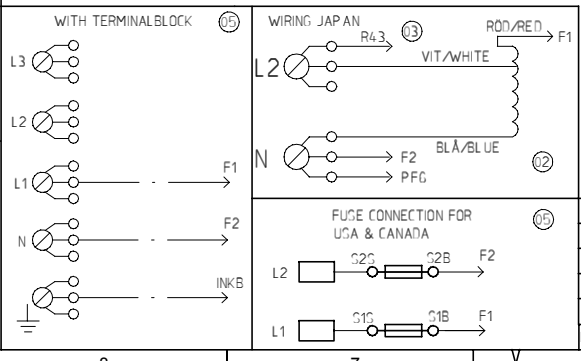 WITH TERMINALBLOCK 05
L3
L2
L1 F1
N F2
INKB
WIRING JAPAN 03
R43
L2
VIT/WHITE
RÖD/RED F1
BLÅ/BLUE
N F2
PFG
02
FUSE CONNECTION FOR
USA & CANADA
05
L2 S2S S2B F2
L1 S1S S1B F1